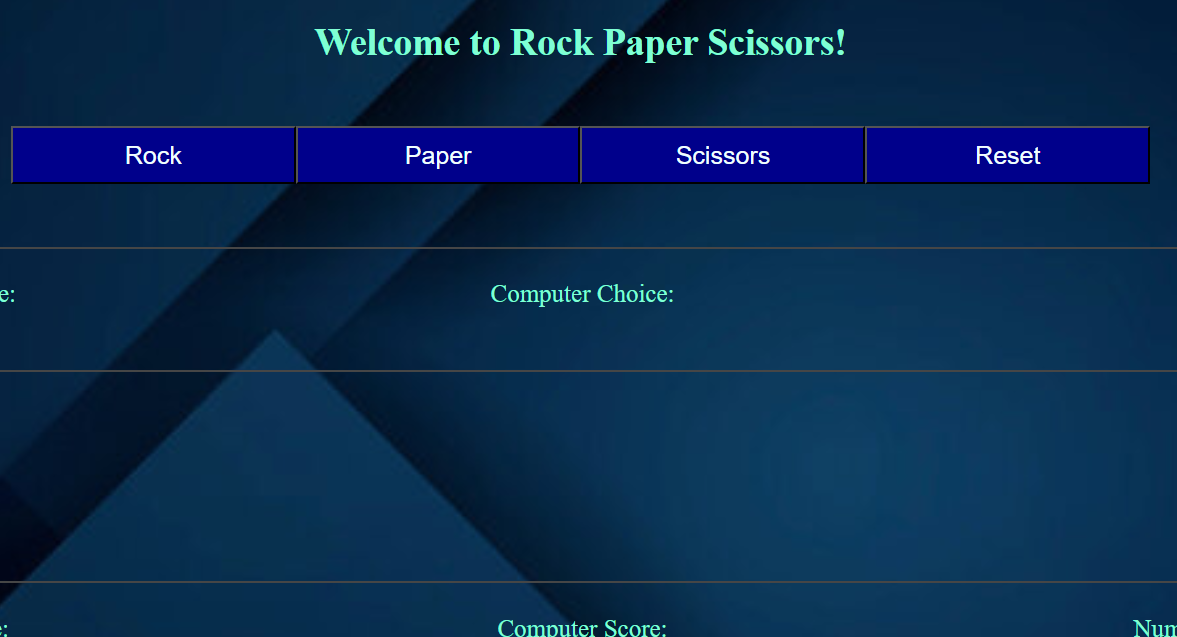 Welcome to Rock Paper Scissors!
Rock Paper Scissors Reset
e: Computer Choice:
e: Computer Score: Num